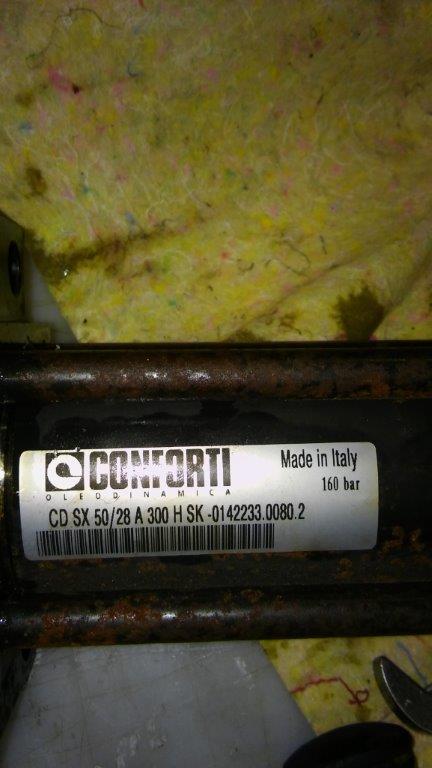 CONFORTI
OLEODINAMICA
Made in Italy
160 bar
CD SX 50/28 A 300 H SK -0142233.0080.2